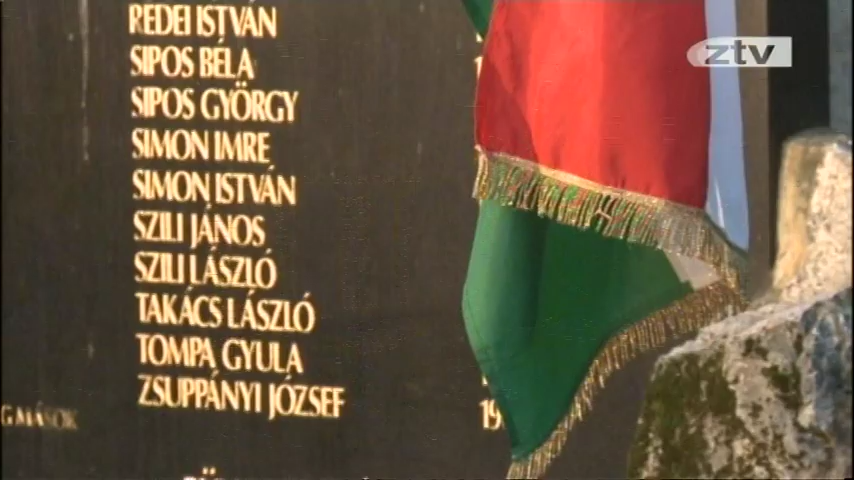 REDEI ISTVÁN
SIPOS BÉLA
SIPOS GYÖRGY
SIMON IMRE
SIMON ISTVÁN
SZILI JÁNOS
SZILI LÁSZLÓ
TAKÁCS LÁSZLÓ
TOMPA GYULA
ZSUPPÁNYI JÓZSEF
ztv